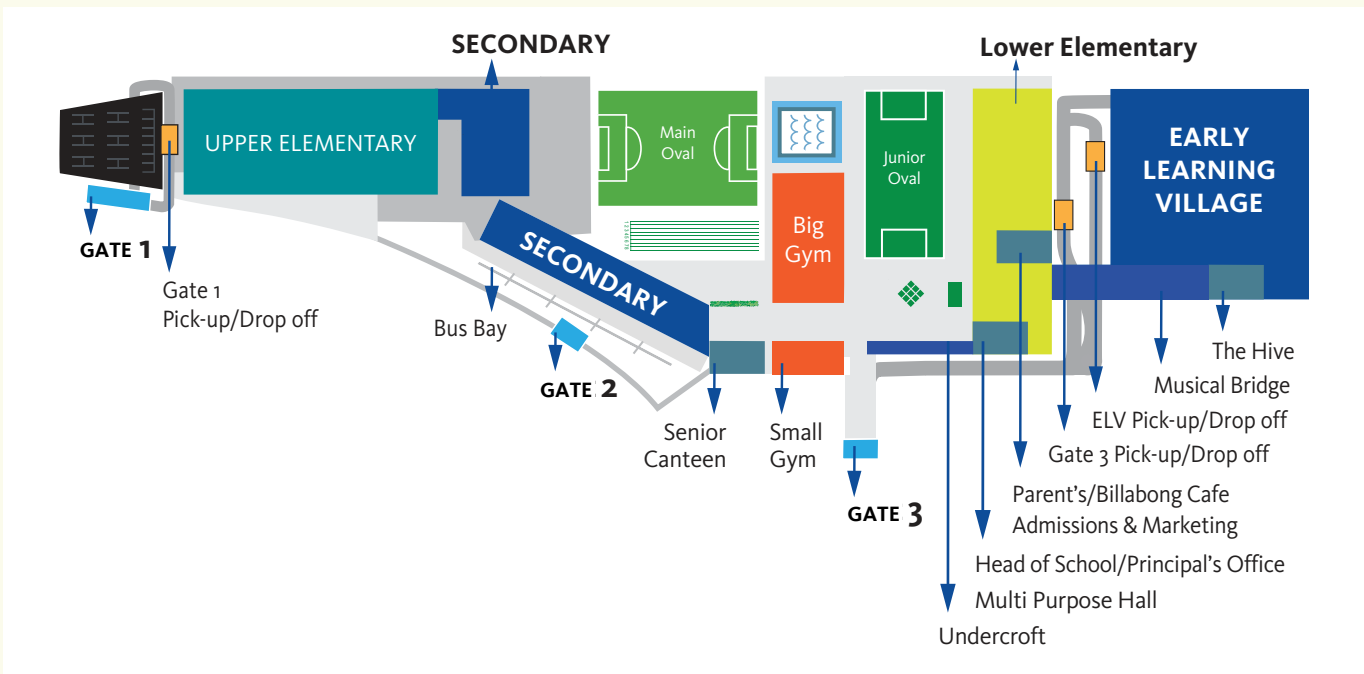 SECONDARY
Lower Elementary
UPPER ELEMENTARY
Main
Oval
Junior
Oval
EARLY
LEARNING
VILLAGE
Big
Gym
SECONDARY
12345678
GATE 1
Gate 1
Pick-up/Drop off
Bus Bay
GATE 2
Senior
Canteen
Small
Gym
GATE 3
The Hive
Musical Bridge
ELV Pick-up/Drop off
Gate 3 Pick-up/Drop off
Parent's/Billabong Cafe
Admissions & Marketing
Head of School/Principal's Office
Multi Purpose Hall
Undercroft